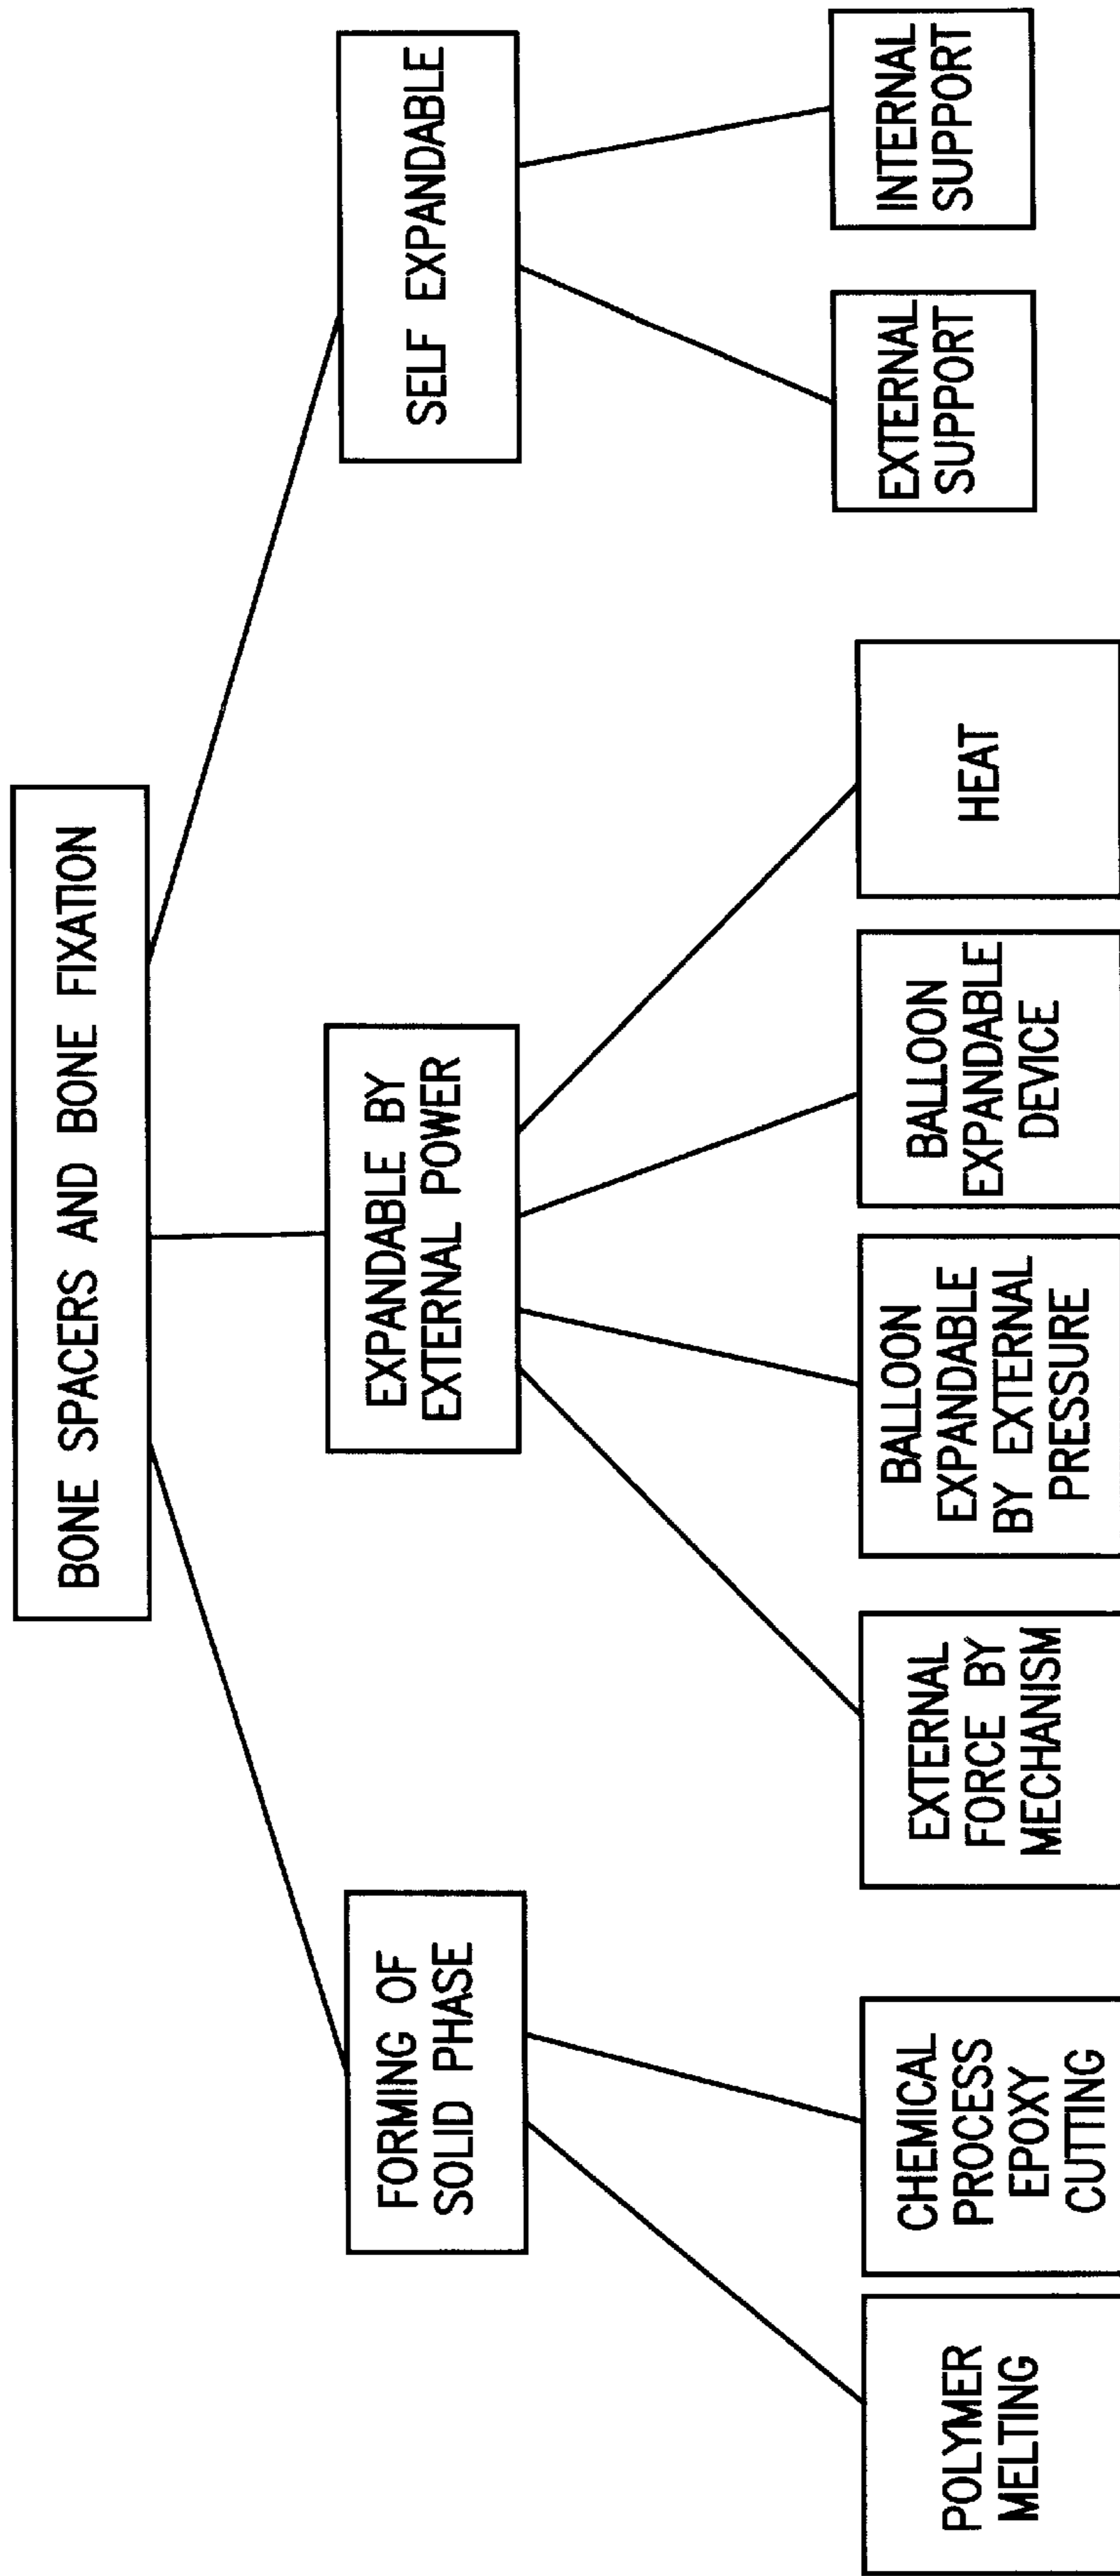 BONE SPACERS AND BONE FIXATION
FORMING OF
SOLID PHASE
EXPANDABLE BY
EXTERNAL POWER
SELF EXPANDABLE
POLYMER
MELTING
CHEMICAL
PROCESS
EPOXY
CUTTING
EXTERNAL
FORCE BY
MECHANISM
BALLOON
EXPANDABLE
BY EXTERNAL
PRESSURE
BALLOON
EXPANDABLE
DEVICE
HEAT
EXTERNAL
SUPPORT
INTERNAL
SUPPORT